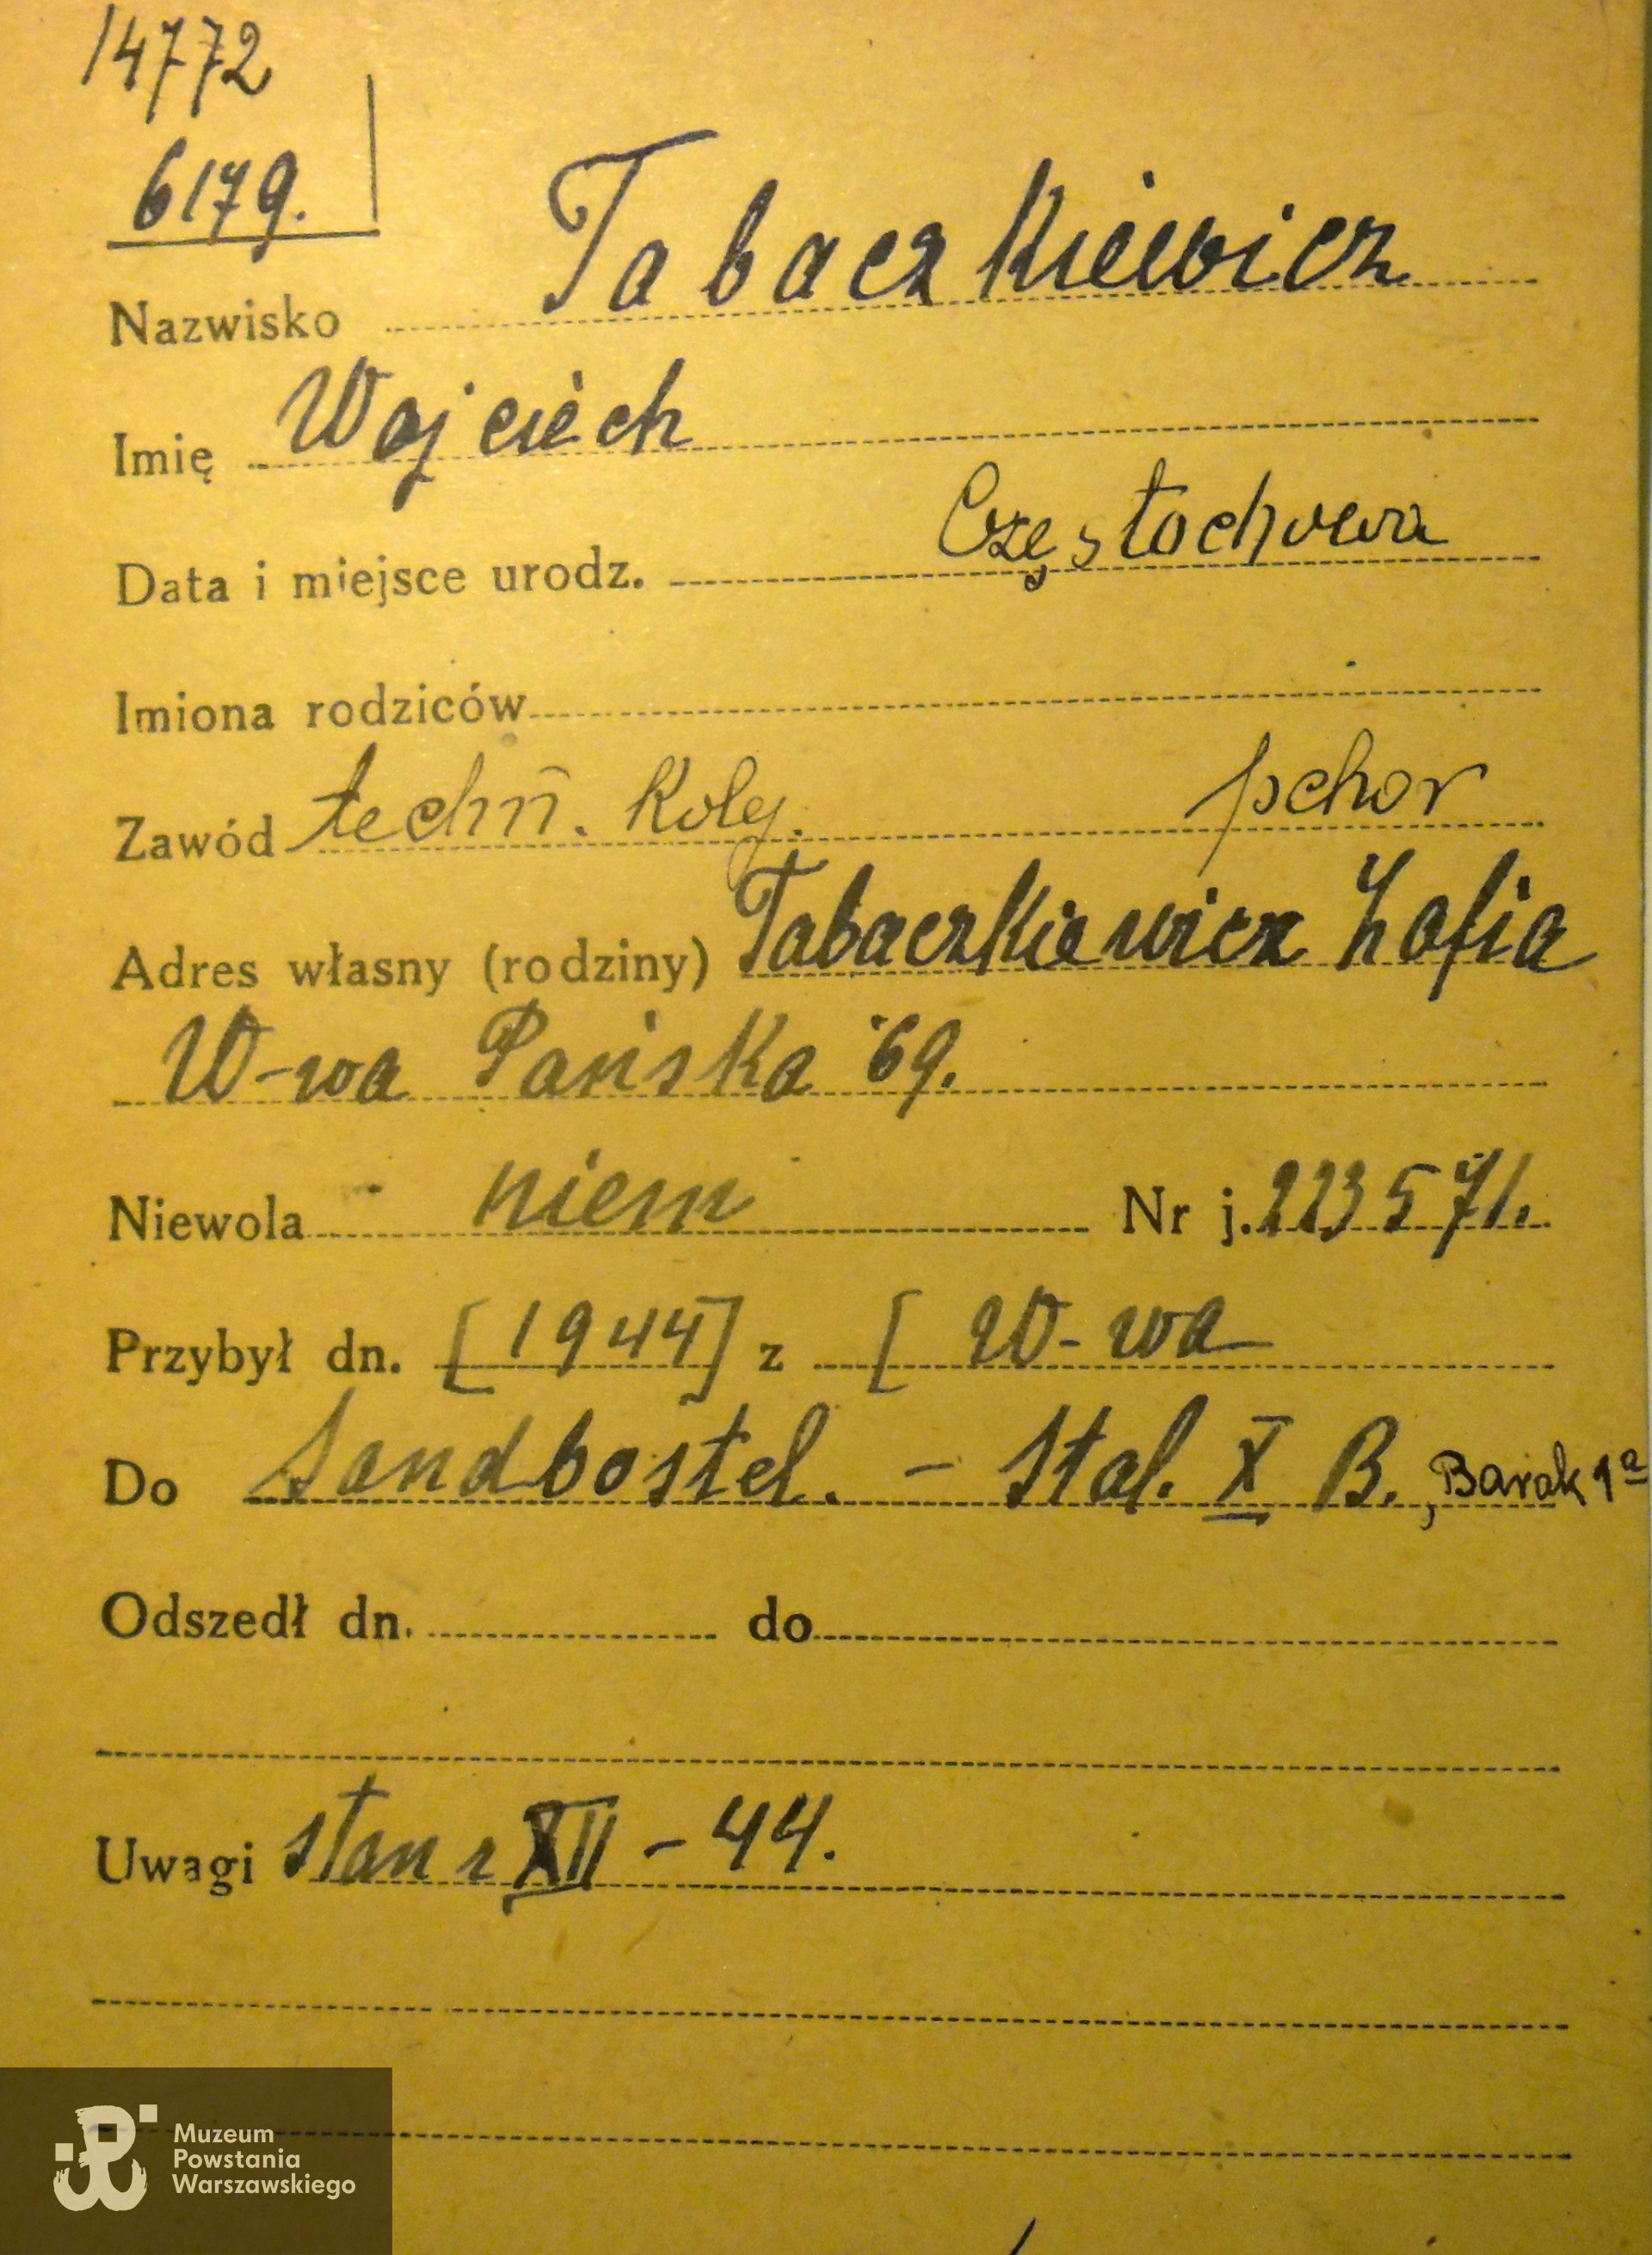 14772
6179.
Nazwisko Tabaczkiewicz
Imię Wojciech
Data i miejsce urodz. Częstochowa
Imiona rodziców
Zawód techn. Kolej. pchor
Adres własny (rodziny) Tabaczkiewicz Zofia
W-wa Pańska 69.
Niewola niem Nr j. 223571.
Przybył dn. [1944] z [ W-wa
Do Sandbostel. - Stal. X B., Barak 1a
Odszedł dn. do
Uwagi stan z XII - 44.
Muzeum
Powstania
Warszawskiego